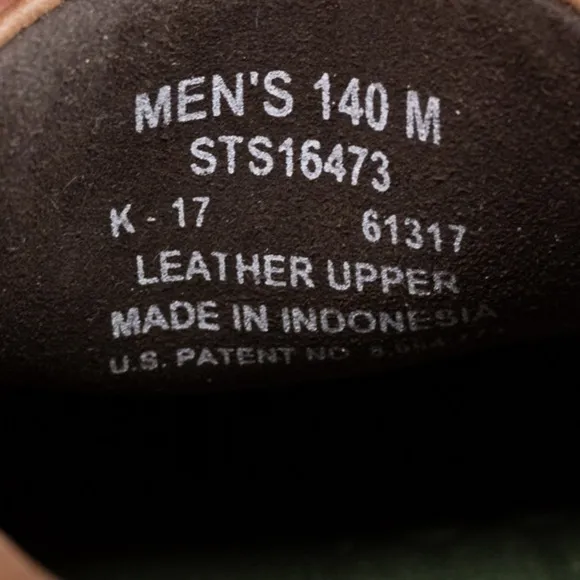 MEN'S 140 M
STS16473
K - 17 61317
LEATHER UPPER
MADE IN INDONESIA
U.S. PATENT NO.